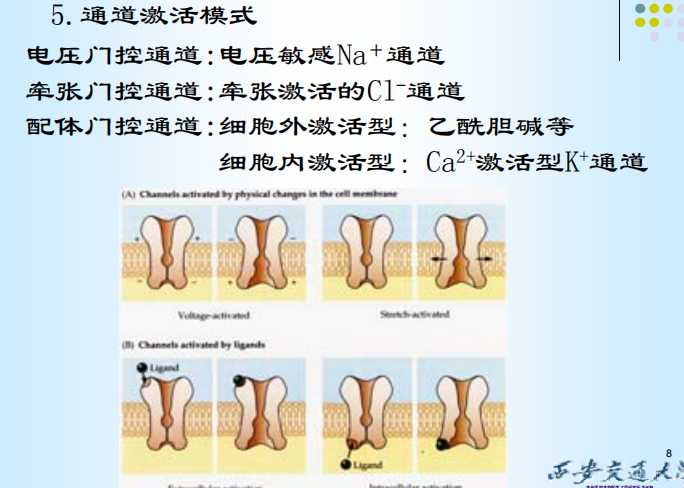 5.通道激活模式
电压门控通道:电压敏感Na⁺通道
牵张门控通道:牵张激活的Cl⁻通道
配体门控通道:细胞外激活型: 乙酰胆碱等
细胞内激活型: Ca²⁺激活型K⁺通道
(A) Channels activated by physical changes in the cell membrane
+ + - -
- - + +
Voltage-activated
Stretch-activated
(B) Channels activated by ligands
Ligand
Ligand
Extracellular activation
Intracellular activation
8
西安交通大学